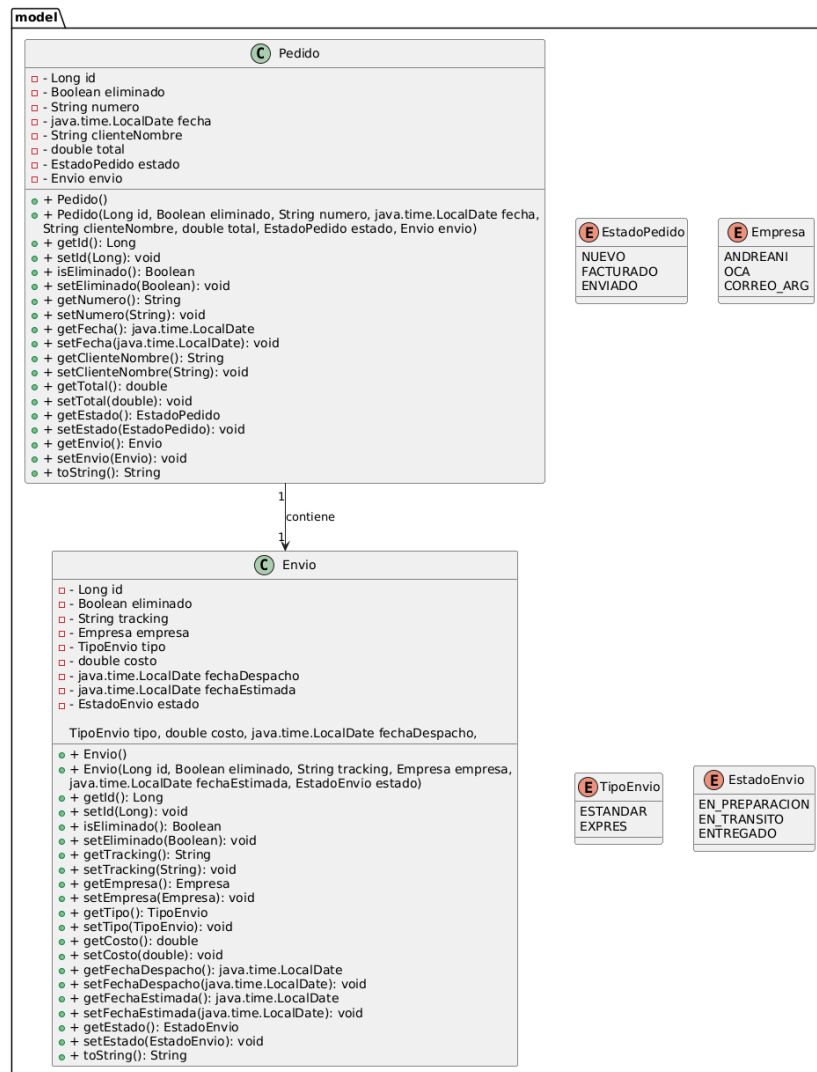 model
Pedido
- Long id
- Boolean eliminado
- String numero
- java.time.LocalDate fecha
- String clienteNombre
- double total
- EstadoPedido estado
- Envio envio
+ Pedido()
+ Pedido(Long id, Boolean eliminado, String numero, java.time.LocalDate fecha,
String clienteNombre, double total, EstadoPedido estado, Envio envio)
+ getId(): Long
+ setId(Long): void
+ isEliminado(): Boolean
+ setEliminado(Boolean): void
+ getNumero(): String
+ setNumero(String): void
+ getFecha(): java.time.LocalDate
+ setFecha(java.time.LocalDate): void
+ getClienteNombre(): String
+ setClienteNombre(String): void
+ getTotal(): double
+ setTotal(double): void
+ getEstado(): EstadoPedido
+ setEstado(EstadoPedido): void
+ getEnvio(): Envio
+ setEnvio(Envio): void
+ toString(): String
C
E EstadoPedido
NUEVO
FACTURADO
ENVIADO
E Empresa
ANDREANI
OCA
CORREO_ARG
1
contiene
1
C Envio
- Long id
- Boolean eliminado
- String tracking
- Empresa empresa
- TipoEnvio tipo
- double costo
- java.time.LocalDate fechaDespacho
- java.time.LocalDate fechaEstimada
- EstadoEnvio estado
TipoEnvio tipo, double costo, java.time.LocalDate fechaDespacho,
+ Envio()
+ Envio(Long id, Boolean eliminado, String tracking, Empresa empresa,
java.time.LocalDate fechaEstimada, EstadoEnvio estado)
+ getId(): Long
+ setId(Long): void
+ isEliminado(): Boolean
+ setEliminado(Boolean): void
+ getTracking(): String
+ setTracking(String): void
+ getEmpresa(): Empresa
+ setEmpresa(Empresa): void
+ getTipo(): TipoEnvio
+ setTipo(TipoEnvio): void
+ getCosto(): double
+ setCosto(double): void
+ getFechaDespacho(): java.time.LocalDate
+ setFechaDespacho(java.time.LocalDate): void
+ getFechaEstimada(): java.time.LocalDate
+ setFechaEstimada(java.time.LocalDate): void
+ getEstado(): EstadoEnvio
+ setEstado(EstadoEnvio): void
+ toString(): String
E TipoEnvio
ESTANDAR
EXPRES
E EstadoEnvio
EN_PREPARACION
EN_TRANSITO
ENTREGADO